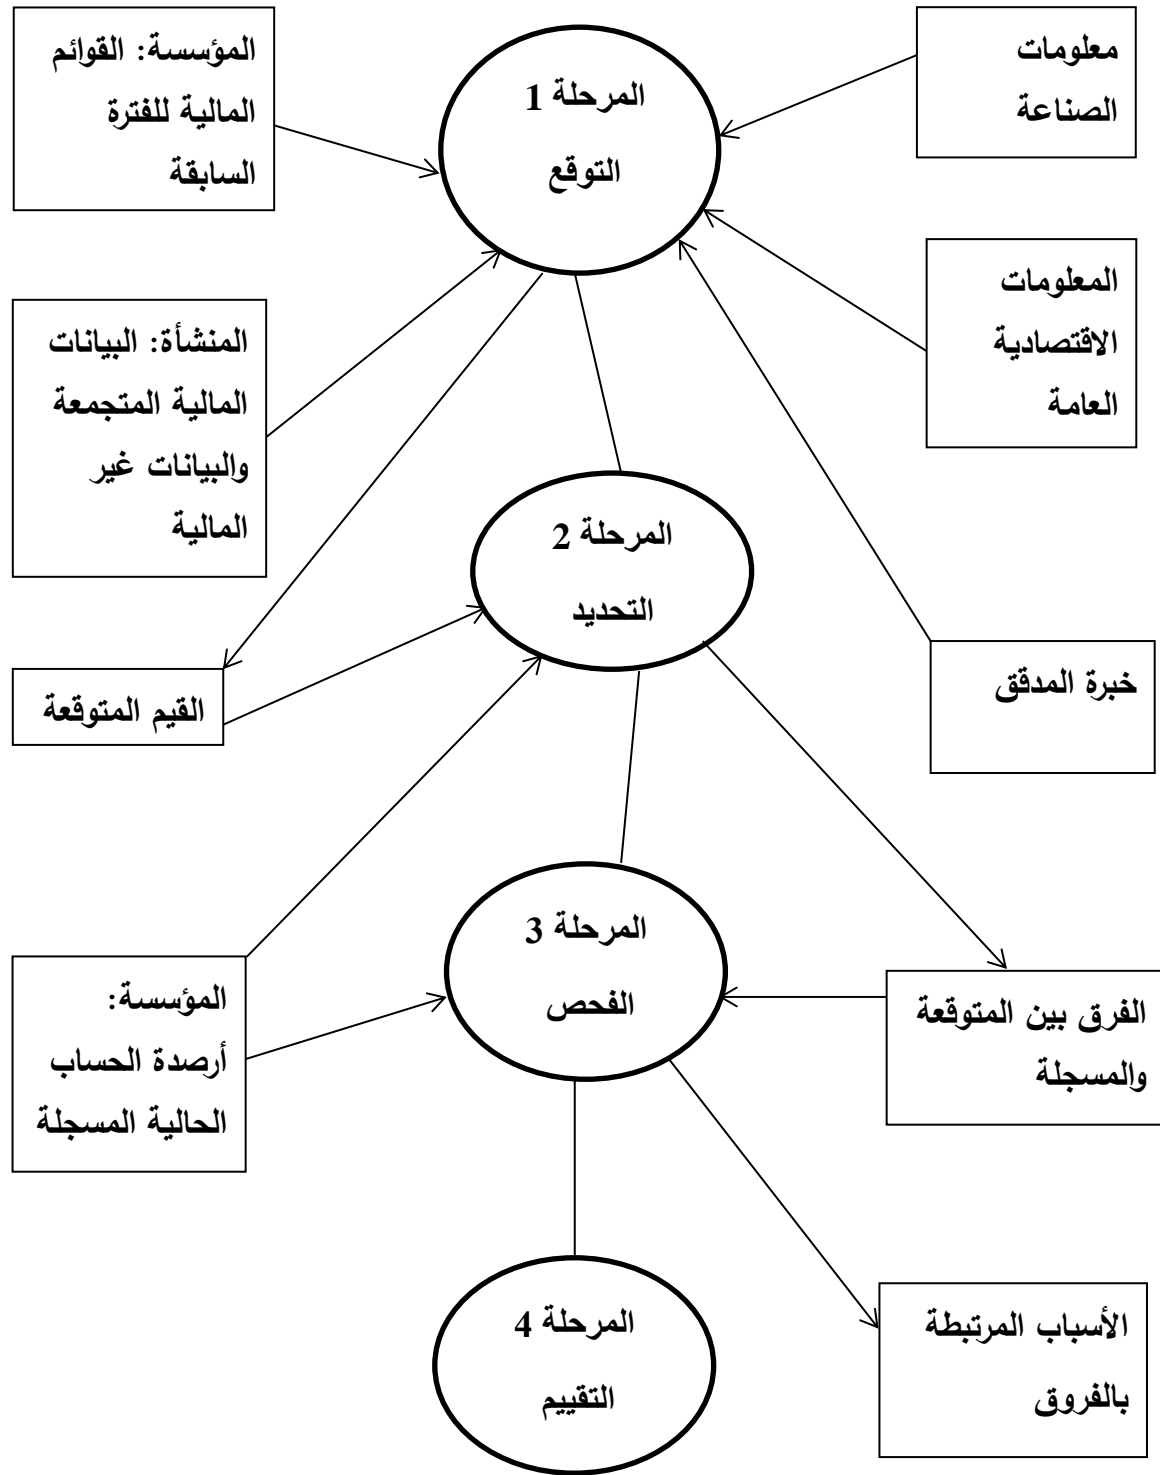 معلومات
الصناعة
المرحلة 1
التوقع
المؤسسة: القوائم
المالية للفترة
السابقة
المعلومات
الاقتصادية
العامة
المنشأة: البيانات
المالية المتجمعة
والبيانات غير
المالية
المرحلة 2
التحديد
خبرة المدقق
القيم المتوقعة
المرحلة 3
الفحص
الفرق بين المتوقعة
والمسجلة
المؤسسة:
أرصدة الحساب
الحالية المسجلة
المرحلة 4
التقييم
الأسباب المرتبطة
بالفروق